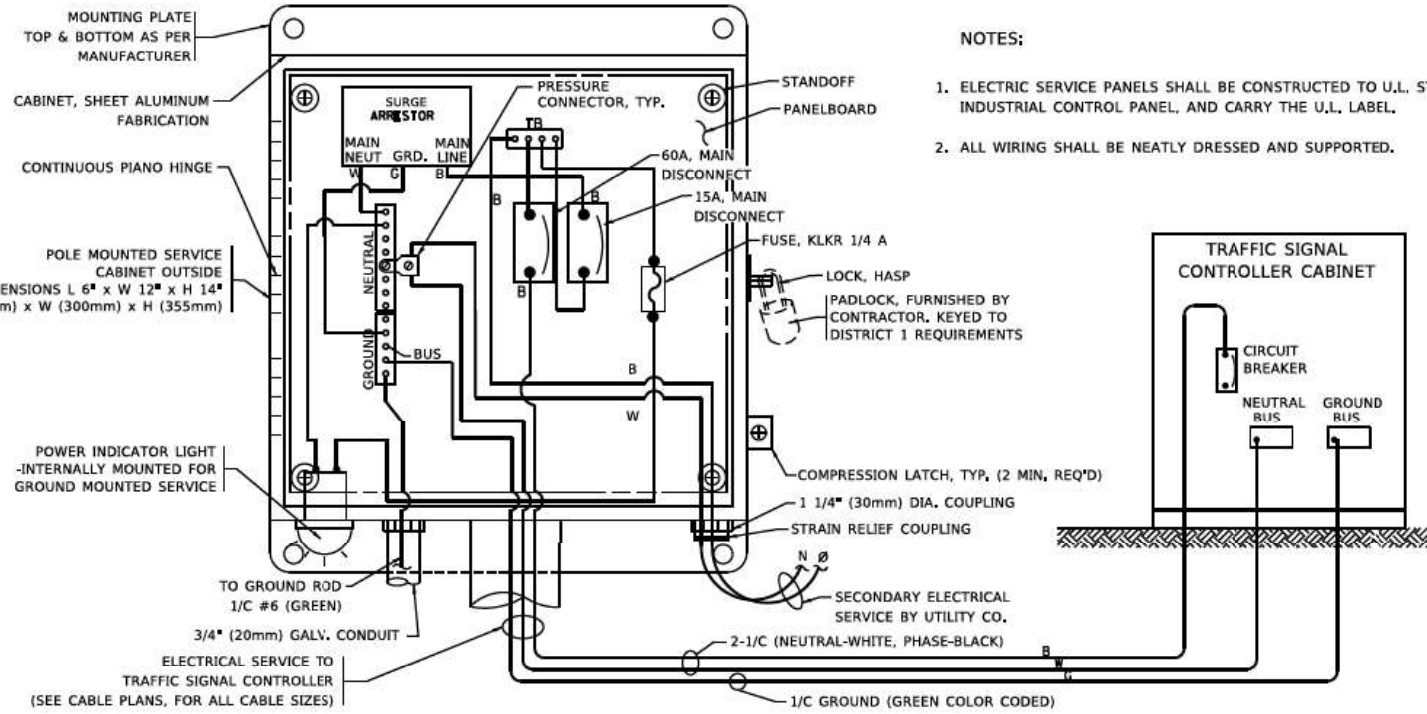 MOUNTING PLATE
TOP & BOTTOM AS PER
MANUFACTURER
CABINET, SHEET ALUMINUM
FABRICATION
CONTINUOUS PIANO HINGE
POLE MOUNTED SERVICE
CABINET OUTSIDE
ENSIONS L 6" x W 12" x H 14"
m) x W (300mm) x H (355mm)
POWER INDICATOR LIGHT
-INTERNALLY MOUNTED FOR
GROUND MOUNTED SERVICE
SURGE
ARRESTOR
MAIN
NEUT
GRD.
MAIN
LINE
W
G
B
PRESSURE
CONNECTOR, TYP.
TB
STANDOFF
PANELBOARD
60A, MAIN
DISCONNECT
15A, MAIN
DISCONNECT
B
B
B
FUSE, KLKR 1/4 A
LOCK, HASP
PADLOCK, FURNISHED BY
CONTRACTOR. KEYED TO
DISTRICT 1 REQUIREMENTS
NEUTRAL
GROUND
BUS
B
W
COMPRESSION LATCH, TYP. (2 MIN, REQ'D)
1 1/4" (30mm) DIA. COUPLING
STRAIN RELIEF COUPLING
N Ø
SECONDARY ELECTRICAL
SERVICE BY UTILITY CO.
TO GROUND ROD
1/C #6 (GREEN)
3/4" (20mm) GALV. CONDUIT
ELECTRICAL SERVICE TO
TRAFFIC SIGNAL CONTROLLER
(SEE CABLE PLANS, FOR ALL CABLE SIZES)
2-1/C (NEUTRAL-WHITE, PHASE-BLACK)
1/C GROUND (GREEN COLOR CODED)
B
W
G
NOTES:
1. ELECTRIC SERVICE PANELS SHALL BE CONSTRUCTED TO U.L. S
INDUSTRIAL CONTROL PANEL, AND CARRY THE U.L. LABEL.
2. ALL WIRING SHALL BE NEATLY DRESSED AND SUPPORTED.
TRAFFIC SIGNAL
CONTROLLER CABINET
CIRCUIT
BREAKER
NEUTRAL
BUS
GROUND
BUS